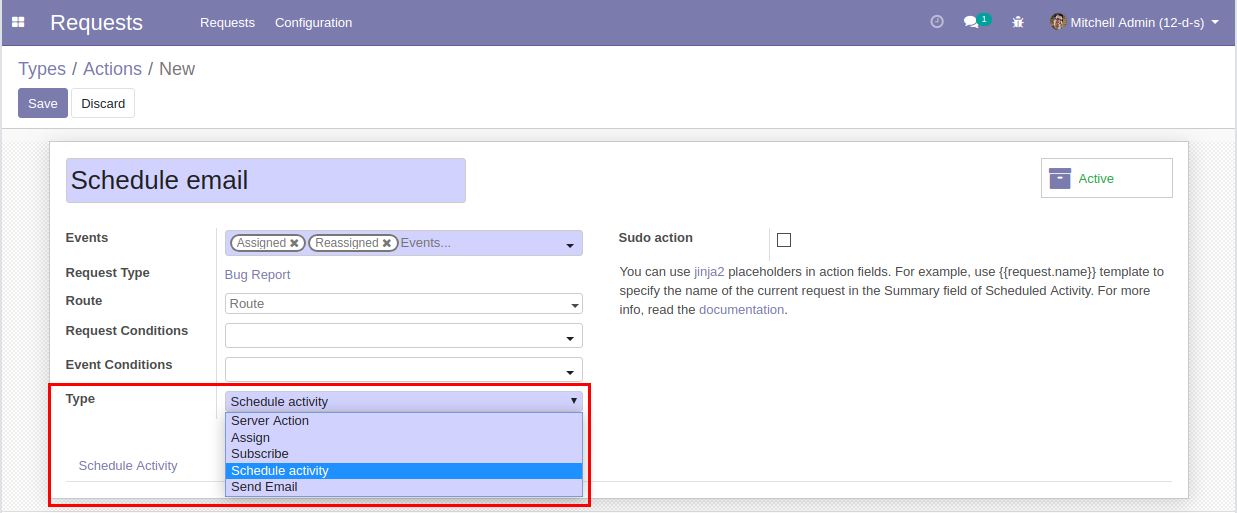 Requests Requests Configuration 1 Mitchell Admin (12-d-s)
Types / Actions / New
Save Discard
Schedule email
Active
Events Assigned Reassigned Events...
Request Type Bug Report
Route Route
Request Conditions
Event Conditions
Type Schedule activity
Server Action
Assign
Subscribe
Schedule activity
Send Email
Schedule Activity
Sudo action
You can use jinja2 placeholders in action fields. For example, use {{request.name}} template to
specify the name of the current request in the Summary field of Scheduled Activity. For more
info, read the documentation.